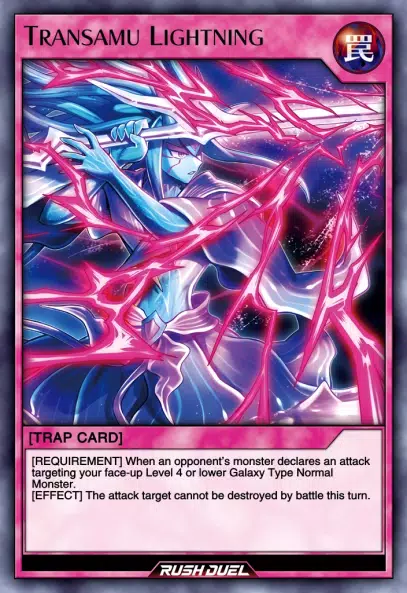 Transamu Lightning
罠
[TRAP CARD]
[REQUIREMENT] When an opponent's monster declares an attack
targeting your face-up Level 4 or lower Galaxy Type Normal
Monster.
[EFFECT] The attack target cannot be destroyed by battle this turn.
RUSH DUEL